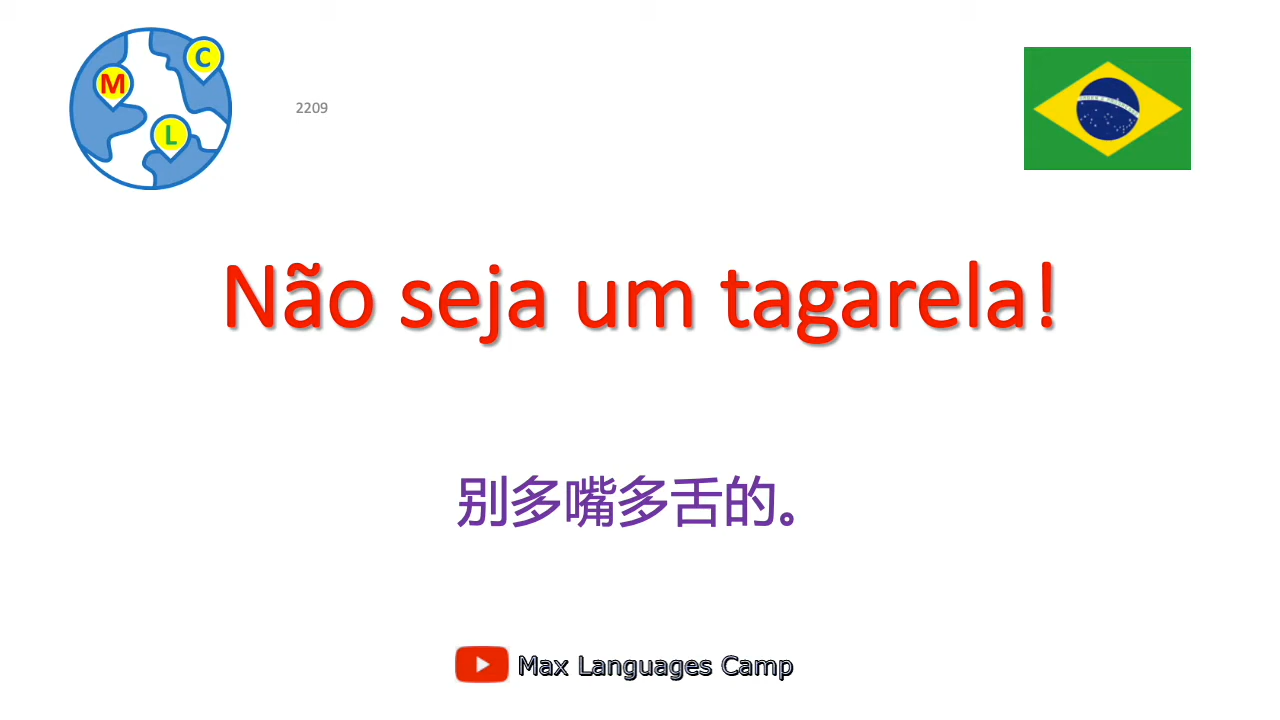 C
M
L
2209
Não seja um tagarela!
别多嘴多舌的。
Max Languages Camp